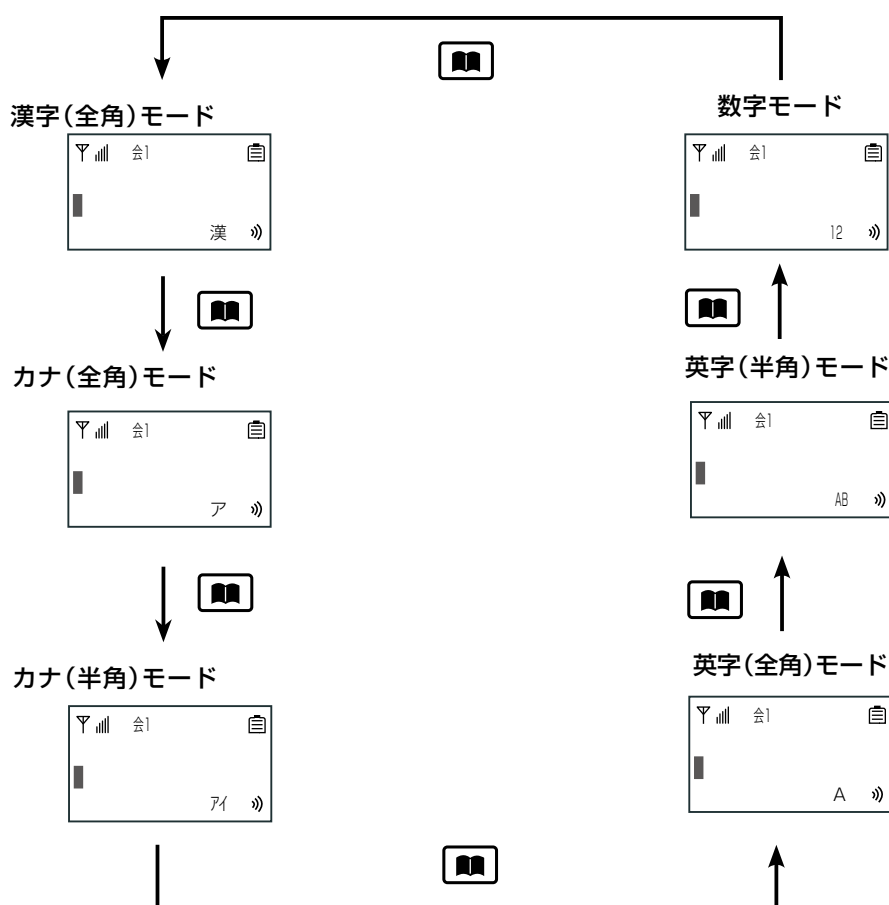 漢字(全角)モード
会1
漢
カナ(全角)モード
会1
ア
カナ(半角)モード
会1
ｱｲ
数字モード
会1
12
英字(半角)モード
会1
AB
英字(全角)モード
会1
Ａ